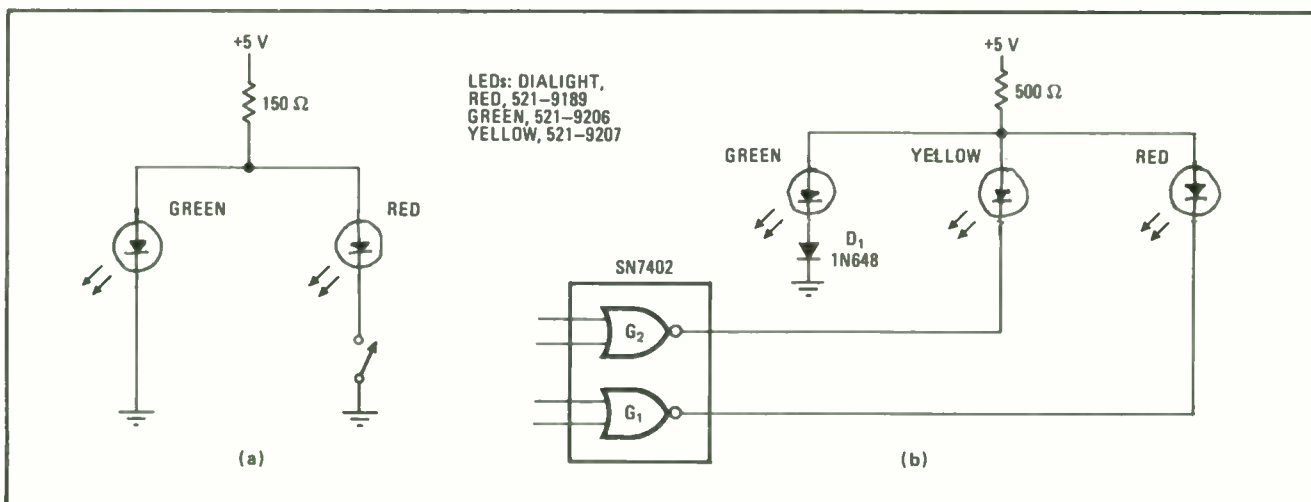 +5 V
150 Ω
GREEN
RED
(a)
LEDs: DIALIGHT,
RED, 521-9189
GREEN, 521-9206
YELLOW, 521-9207
+5 V
500 Ω
GREEN
YELLOW
RED
D₁
1N648
SN7402
G₂
G₁
(b)